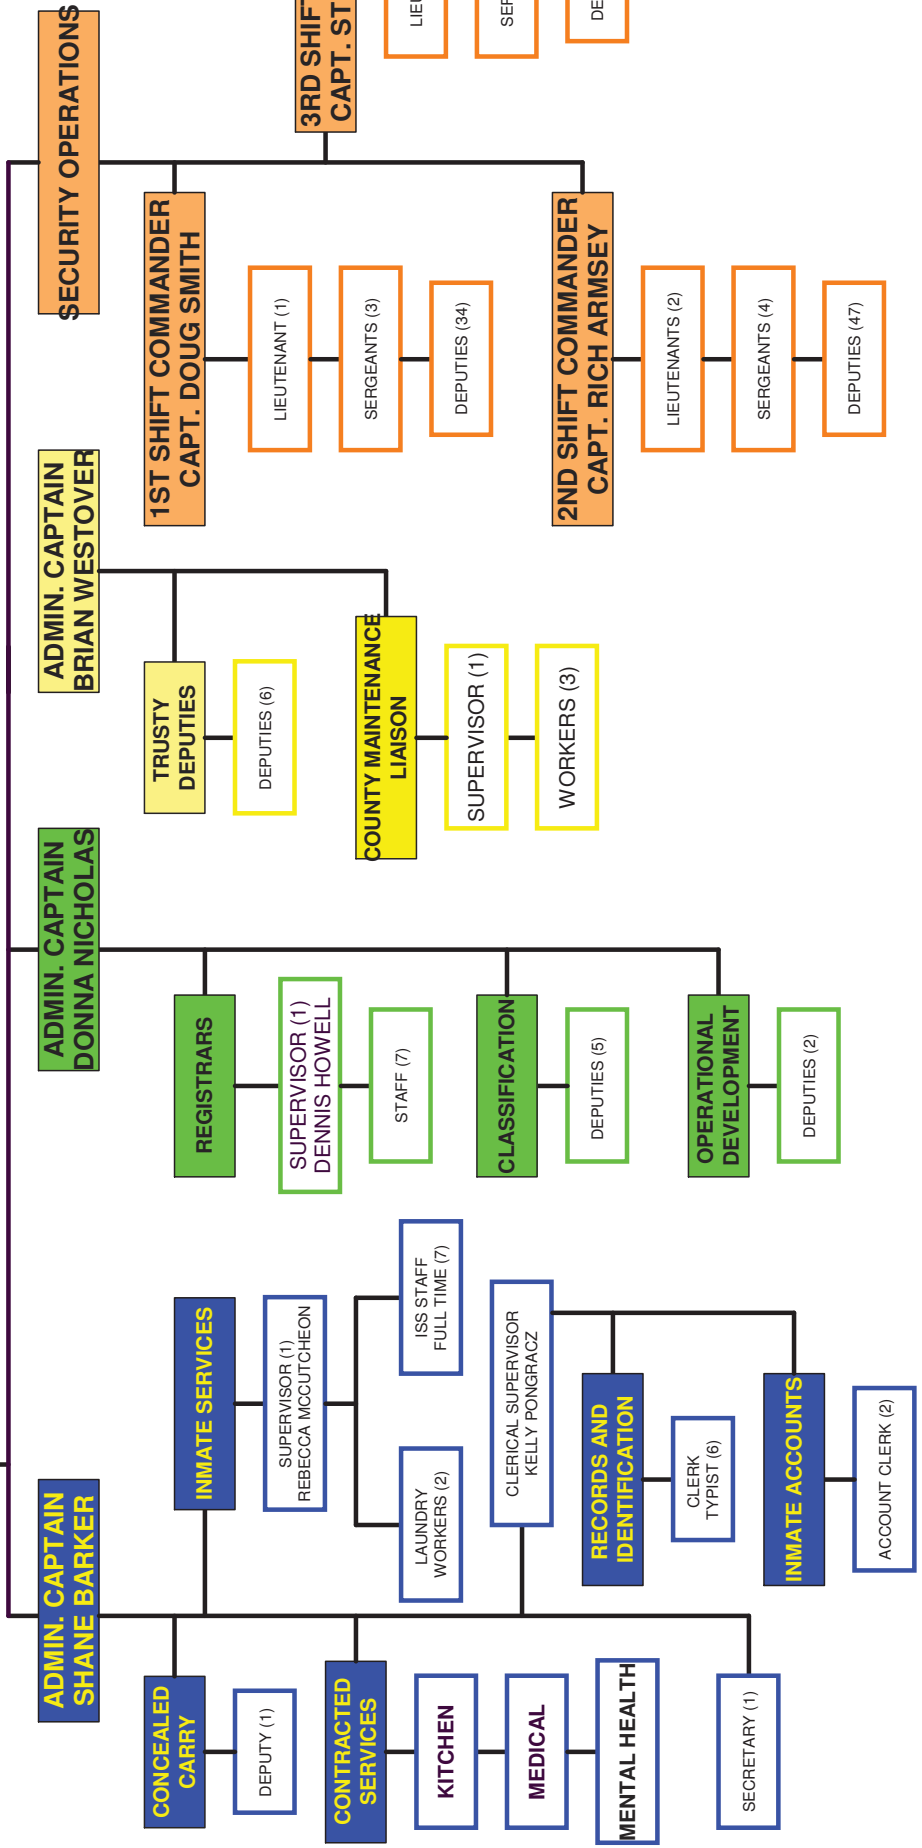 ADMIN. CAPTAIN
SHANE BARKER
CONCEALED
CARRY
DEPUTY (1)
CONTRACTED
SERVICES
KITCHEN
MEDICAL
MENTAL HEALTH
SECRETARY (1)
INMATE SERVICES
SUPERVISOR (1)
REBECCA MCCUTCHEON
LAUNDRY
WORKERS (2)
ISS STAFF
FULL TIME (7)
CLERICAL SUPERVISOR
KELLY PONGRACZ
RECORDS AND
IDENTIFICATION
CLERK
TYPIST (6)
INMATE ACCOUNTS
ACCOUNT CLERK (2)
ADMIN. CAPTAIN
DONNA NICHOLAS
REGISTRARS
SUPERVISOR (1)
DENNIS HOWELL
STAFF (7)
CLASSIFICATION
DEPUTIES (5)
OPERATIONAL
DEVELOPMENT
DEPUTIES (2)
ADMIN. CAPTAIN
BRIAN WESTOVER
TRUSTY
DEPUTIES
DEPUTIES (6)
COUNTY MAINTENANCE
LIAISON
SUPERVISOR (1)
WORKERS (3)
SECURITY OPERATIONS
1ST SHIFT COMMANDER
CAPT. DOUG SMITH
LIEUTENANT (1)
SERGEANTS (3)
DEPUTIES (34)
2ND SHIFT COMMANDER
CAPT. RICH ARMSEY
LIEUTENANTS (2)
SERGEANTS (4)
DEPUTIES (47)
3RD SHIF
CAPT. ST
LIEU
SER
DE